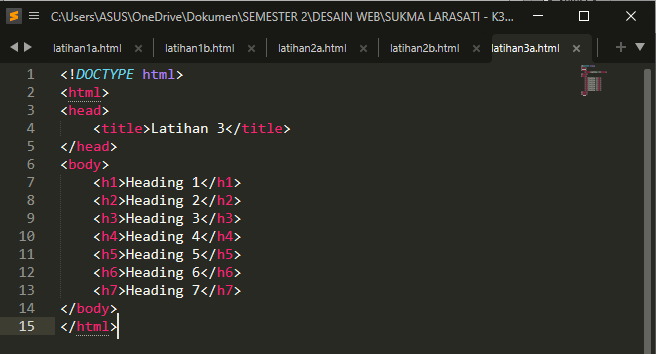 C:\Users\ASUS\OneDrive\Dokumen\SEMESTER 2\DESAIN WEB\SUKMA LARASATI - K3...
latihan1a.html × latihan1b.html × latihan2a.html × latihan2b.html × latihan3a.html × + ▼
1 <!DOCTYPE html>
2 <html>
3 <head>
4     <title>Latihan 3</title>
5 </head>
6 <body>
7     <h1>Heading 1</h1>
8     <h2>Heading 2</h2>
9     <h3>Heading 3</h3>
10     <h4>Heading 4</h4>
11     <h5>Heading 5</h5>
12     <h6>Heading 6</h6>
13     <h7>Heading 7</h7>
14 </body>
15 </html>